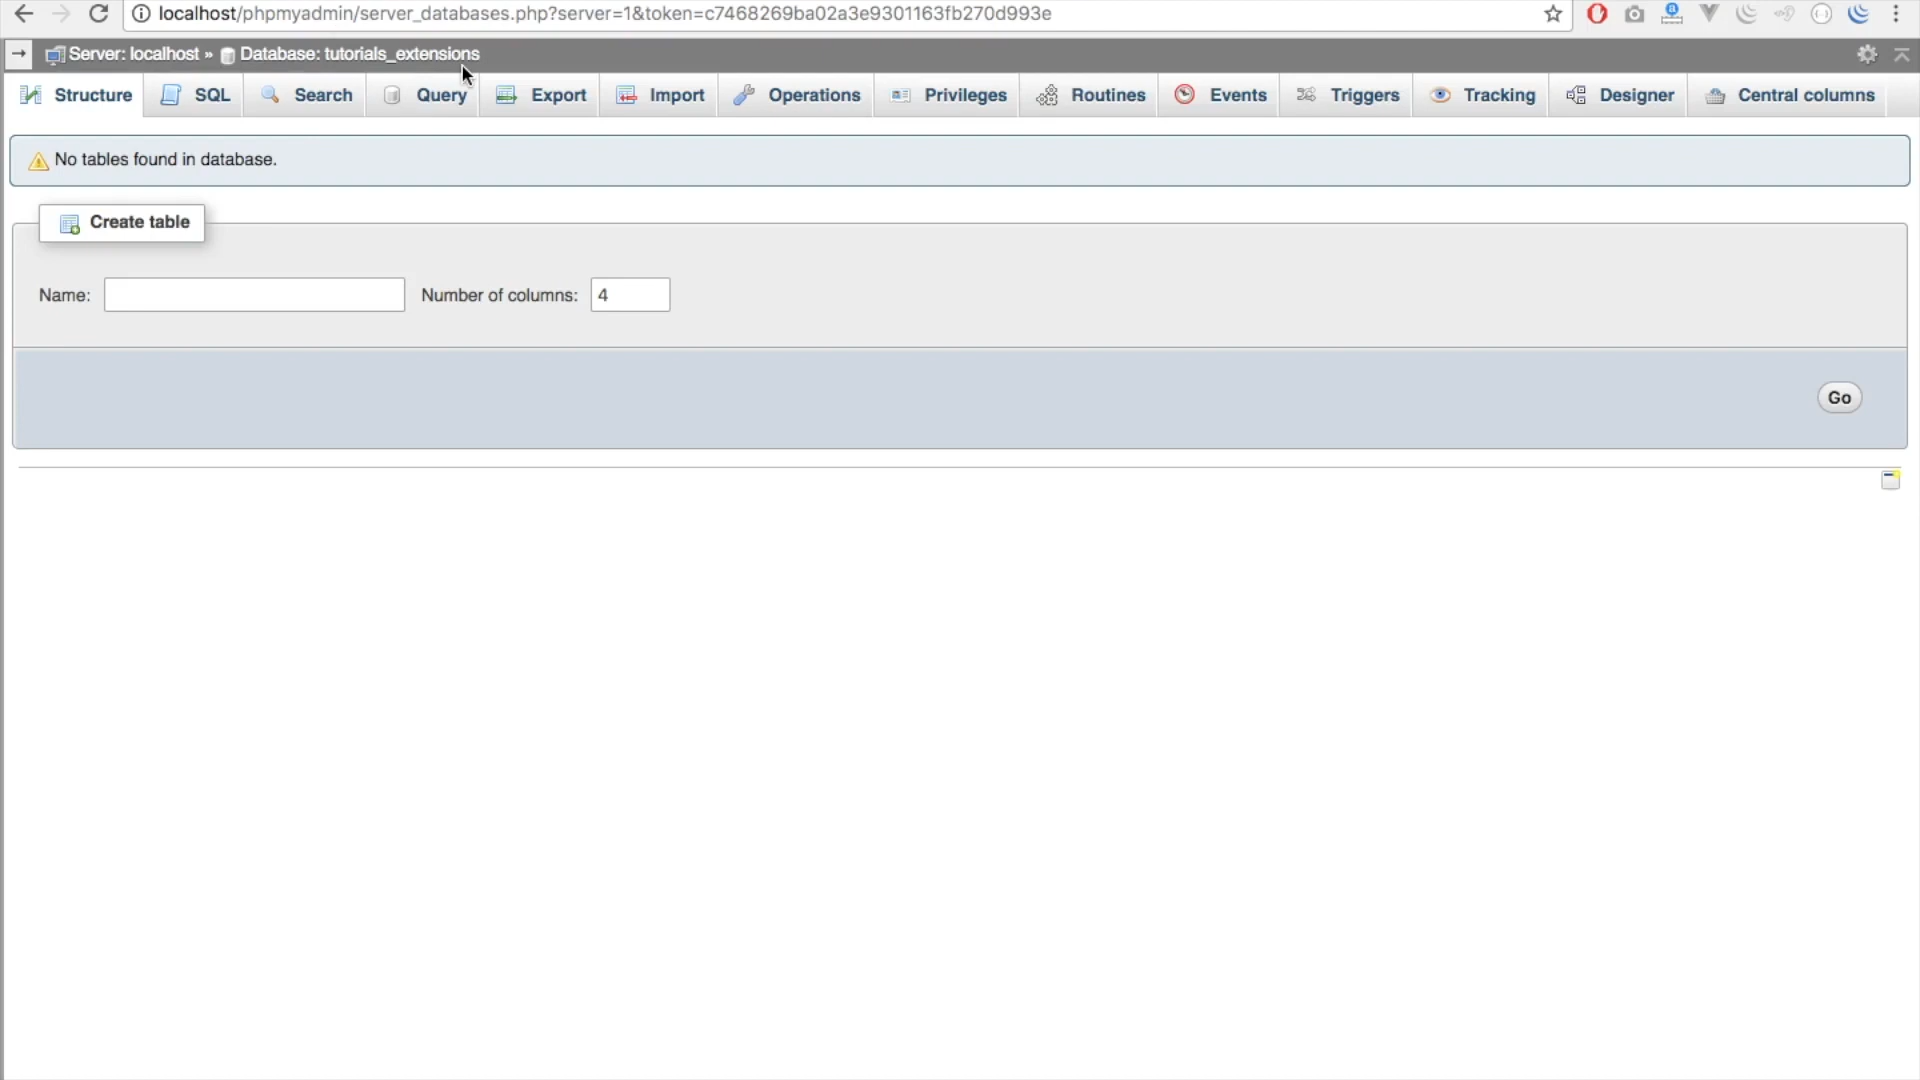 localhost/phpmyadmin/server_databases.php?server=1&token=c7468269ba02a3e9301163fb270d993e
Server: localhost » Database: tutorials_extensions
Structure SQL Search Query Export Import Operations Privileges Routines Events Triggers Tracking Designer Central columns
No tables found in database.
Create table
Name: Number of columns: 4
Go